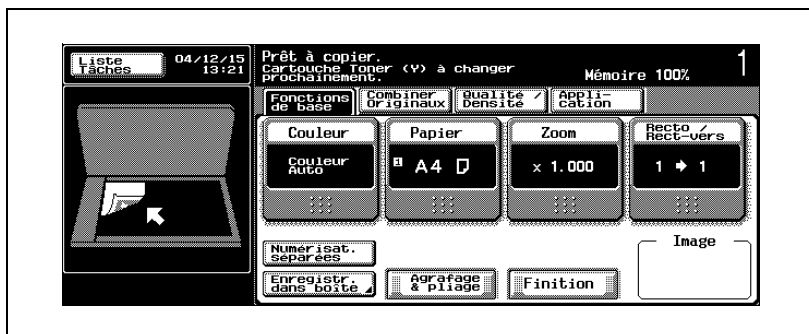 Liste
Tâches
04/12/15
13:21
Prêt à copier.
Cartouche Toner (Y) à changer
prochainement.
Mémoire 100%
1
Fonctions
de base
Combiner
Originaux
Qualité /
Densité
Appli-
cation
Couleur
Papier
Zoom
Recto /
Rect-vers
Couleur
Auto
1 A4
x 1.000
1 → 1
Numérisat.
séparées
Image
Enregistr.
dans boîte
Agrafage
& pliage
Finition